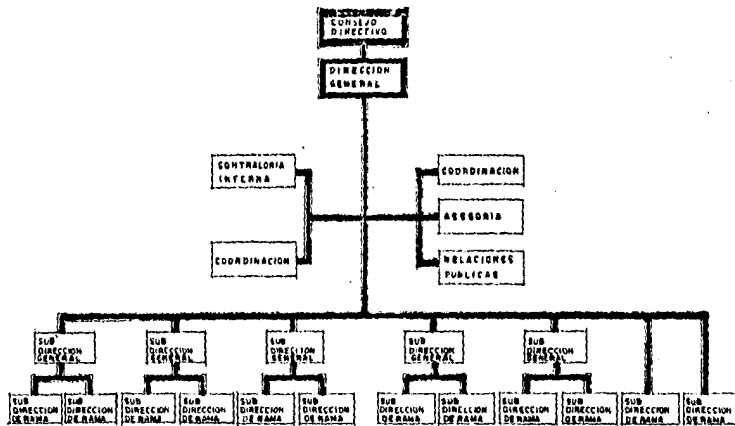 CONSEJO
DIRECTIVO
DIRECCION
GENERAL
CONTRALORIA
INTERNA
COORDINACION
COORDINACION
ASESORIA
RELACIONES
PUBLICAS
SUB
DIRECCION
GENERAL
SUB
DIRECCION
GENERAL
SUB
DIRECCION
GENERAL
SUB
DIRECCION
GENERAL
SUB
DIRECCION
GENERAL
SUB
DIRECCION
DE RAMA
SUB
DIRECCION
DE RAMA
SUB
DIRECCION
DE RAMA
SUB
DIRECCION
DE RAMA
SUB
DIRECCION
DE RAMA
SUB
DIRECCION
DE RAMA
SUB
DIRECCION
DE RAMA
SUB
DIRECCION
DE RAMA
SUB
DIRECCION
DE RAMA
SUB
DIRECCION
DE RAMA
SUB
DIRECCION
DE RAMA
SUB
DIRECCION
DE RAMA